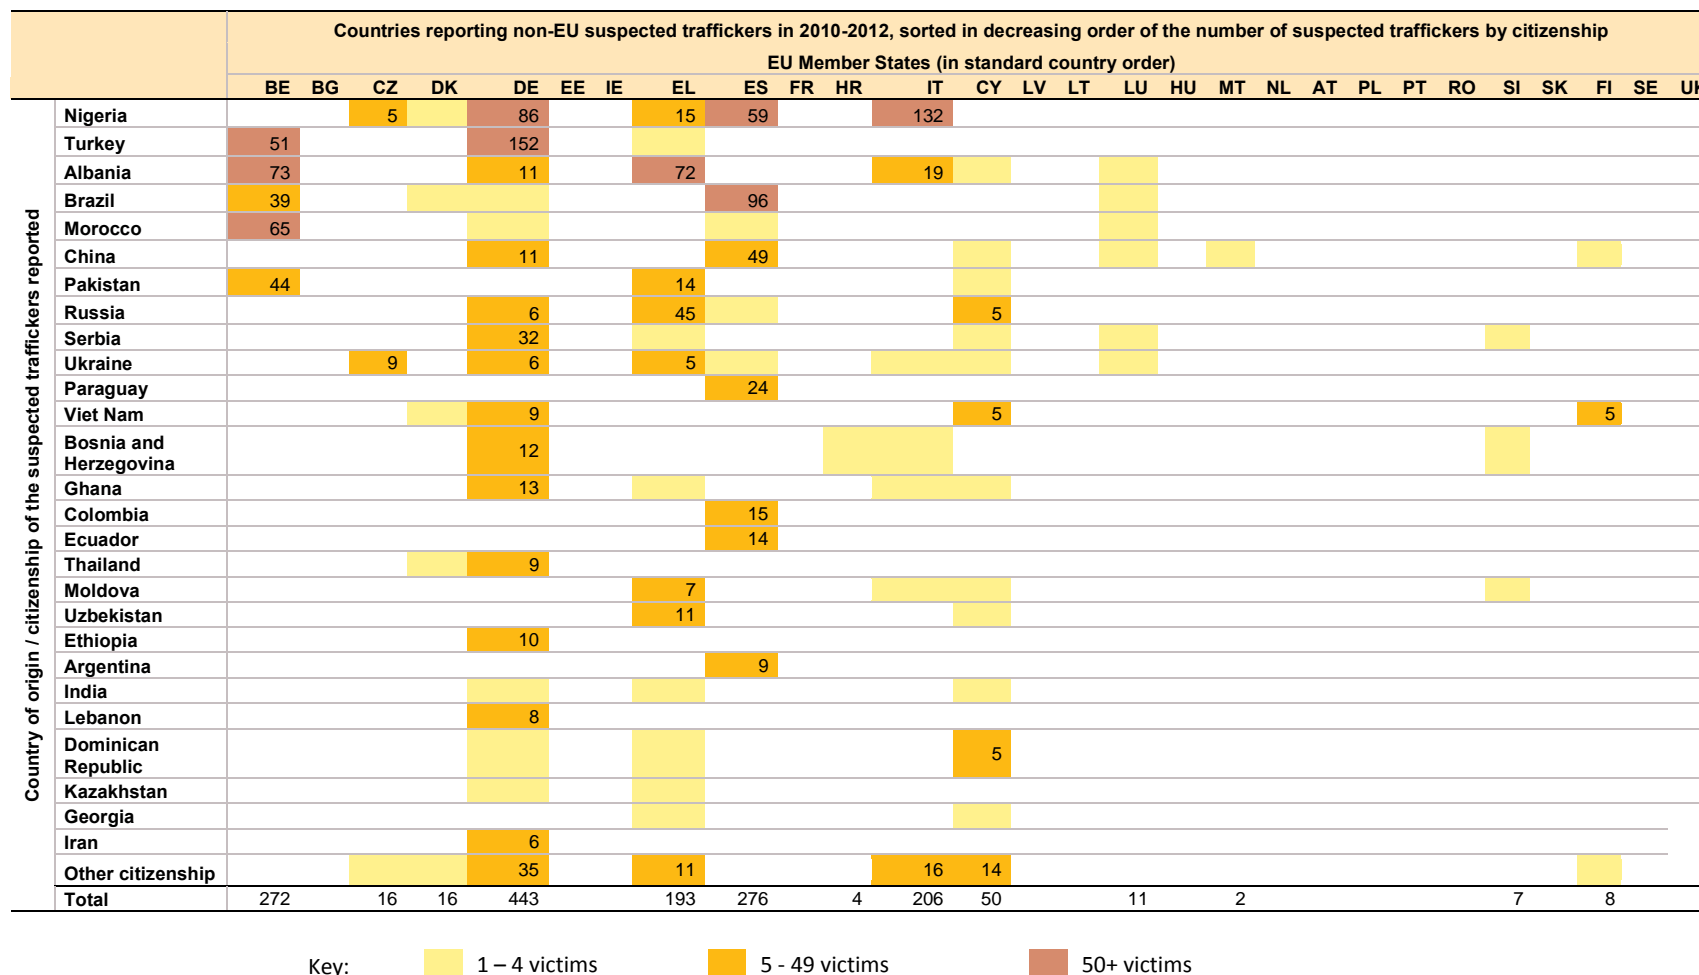 Countries reporting non-EU suspected traffickers in 2010-2012, sorted in decreasing order of the number of suspected traffickers by citizenship
EU Member States (in standard country order)
BE BG CZ DK DE EE IE EL ES FR HR IT CY LV LT LU HU MT NL AT PL PT RO SI SK FI SE UK
Country of origin / citizenship of the suspected traffickers reported
Nigeria 5 86 15 59 132
Turkey 51 152
Albania 73 11 72 19
Brazil 39 96
Morocco 65
China 11 49
Pakistan 44 14
Russia 6 45 5
Serbia 32
Ukraine 9 6 5
Paraguay 24
Viet Nam 9 5 5
Bosnia and
Herzegovina 12
Ghana 13
Colombia 15
Ecuador 14
Thailand 9
Moldova 7
Uzbekistan 11
Ethiopia 10
Argentina 9
India
Lebanon 8
Dominican
Republic 5
Kazakhstan
Georgia
Iran 6
Other citizenship 35 11 16 14
Total 272 16 16 443 193 276 4 206 50 11 2 7 8
Key: 1 – 4 victims 5 - 49 victims 50+ victims